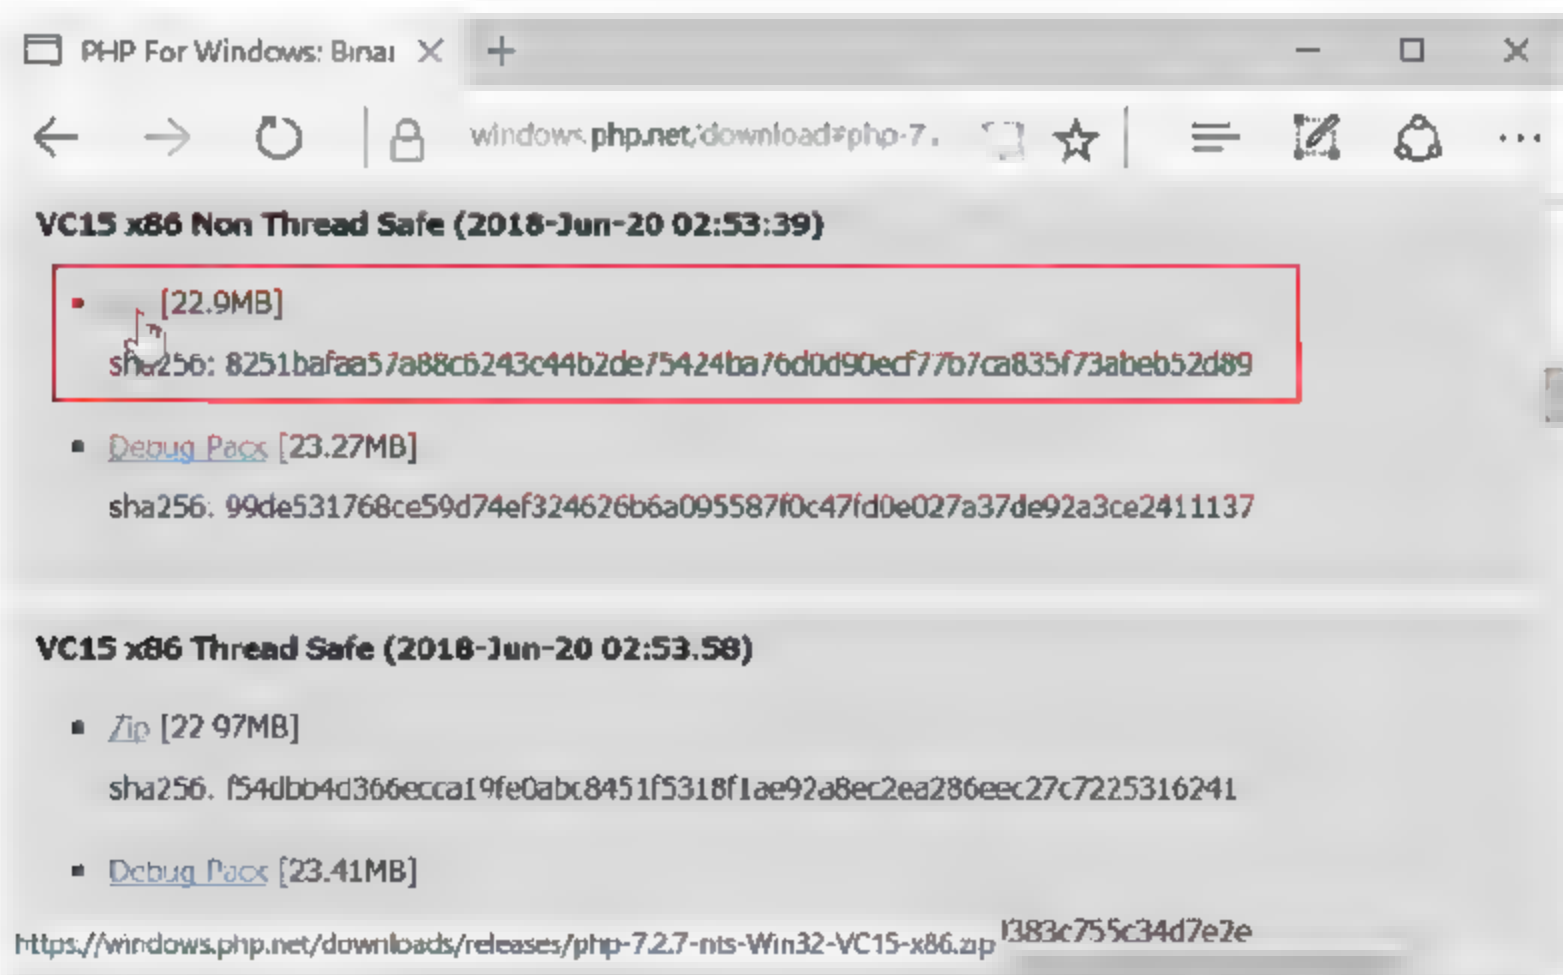 PHP For Windows: Binar
windows.php.net/download#php-7.
VC15 x86 Non Thread Safe (2018-Jun-20 02:53:39)
[22.9MB]
sha256: 8251bafaa57a88c6243c44b2de75424ba76d0d90ecf77b7ca835f73abeb52d89
Debug Pack [23.27MB]
sha256: 99de531768ce59d74ef324626b6a095587f0c47fd0e027a37de92a3ce2411137
VC15 x86 Thread Safe (2018-Jun-20 02:53:58)
Zip [22.97MB]
sha256: f54dbb4d366ecca19fe0abc8451f5318f1ae92a8ec2ea286eec27c7225316241
Debug Pack [23.41MB]
383c755c34d7e2e
https://windows.php.net/downloads/releases/php-7.2.7-nts-Win32-VC15-x86.zip